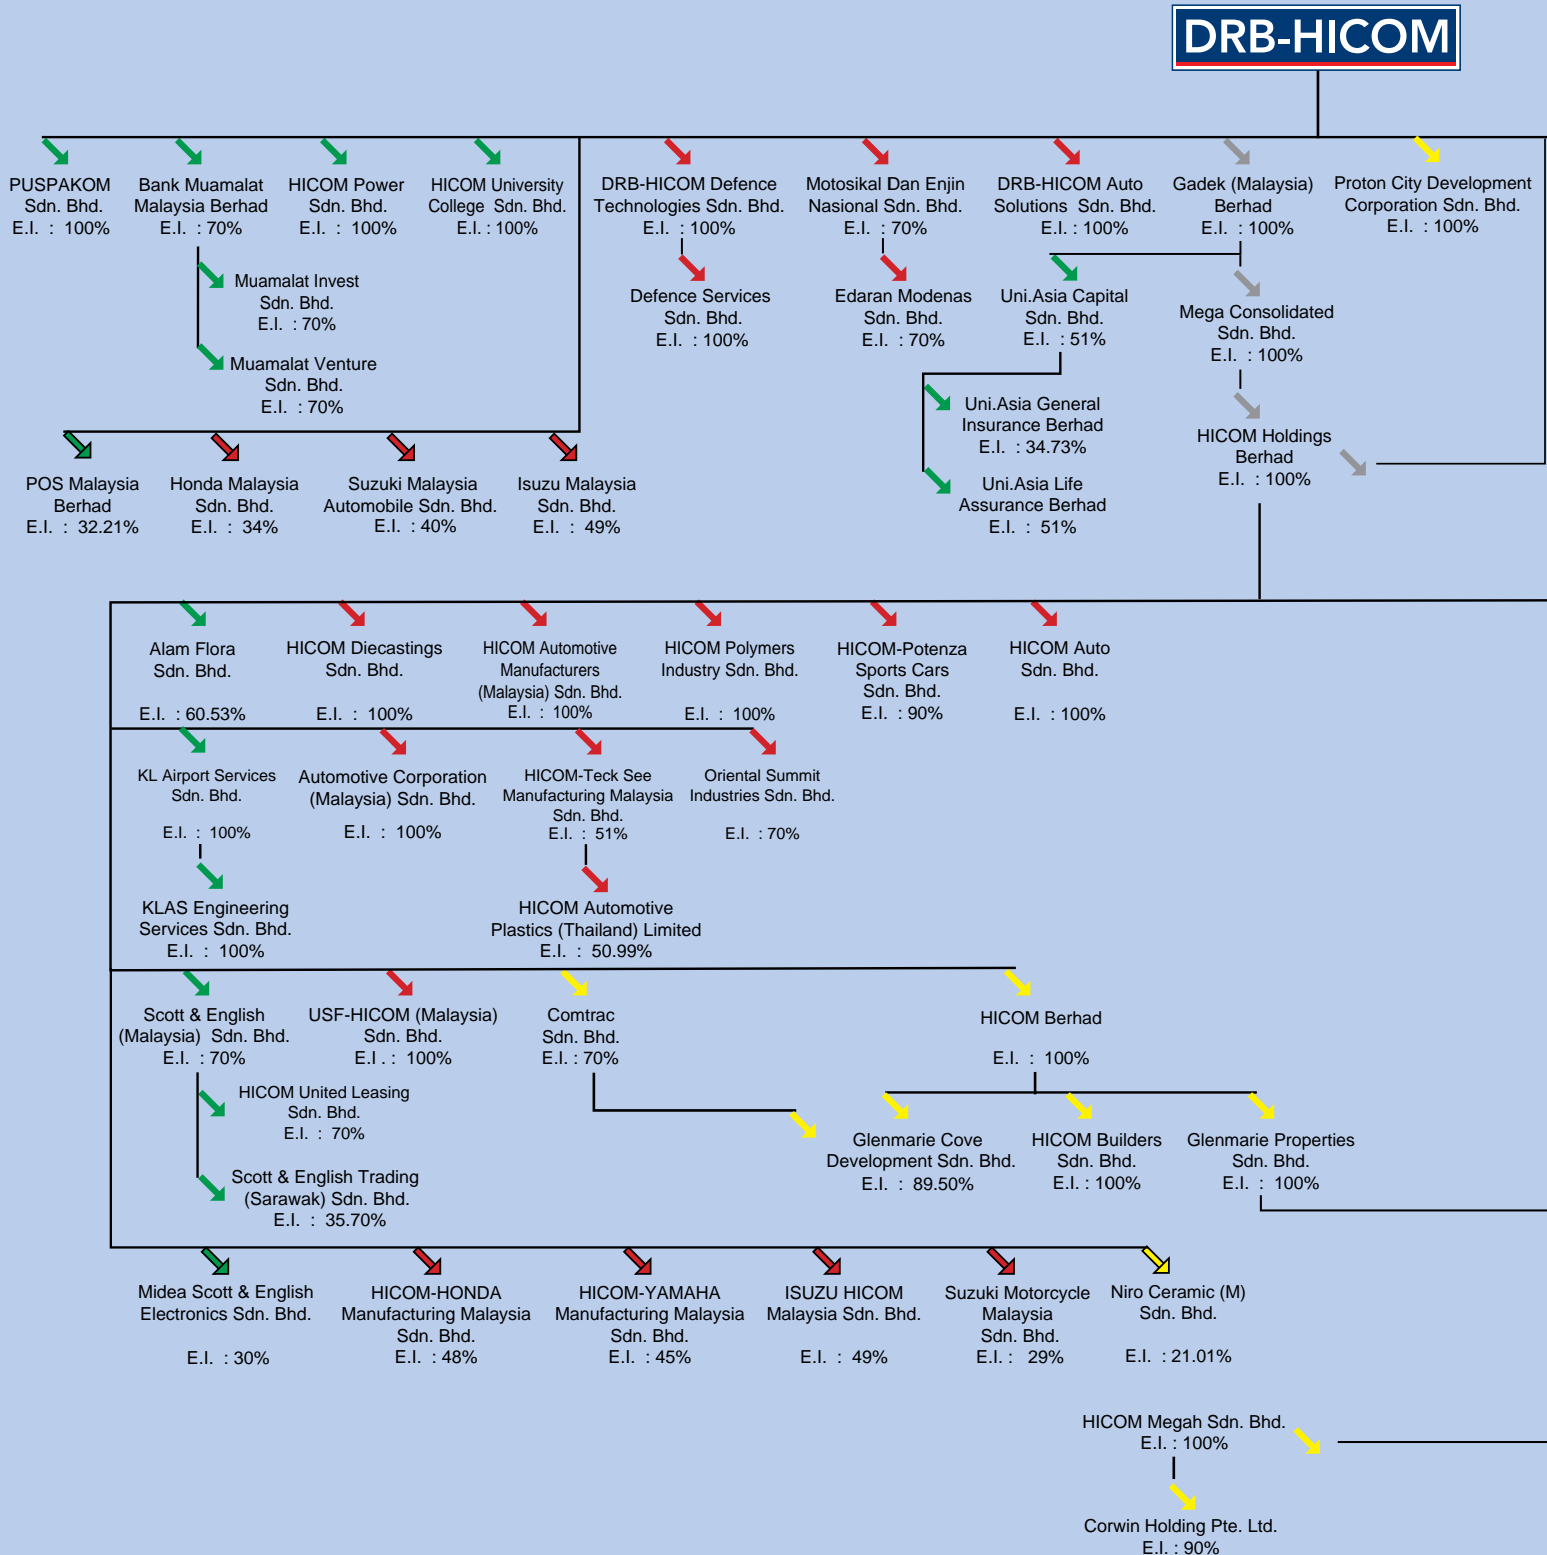 DRB-HICOM
PUSPAKOM
Sdn. Bhd.
E.I. : 100%
Bank Muamalat
Malaysia Berhad
E.I. : 70%
HICOM Power
Sdn. Bhd.
E.I. : 100%
HICOM University
College Sdn. Bhd.
E.I. : 100%
DRB-HICOM Defence
Technologies Sdn. Bhd.
E.I. : 100%
Motosikal Dan Enjin
Nasional Sdn. Bhd.
E.I. : 70%
DRB-HICOM Auto
Solutions Sdn. Bhd.
E.I. : 100%
Gadek (Malaysia)
Berhad
E.I. : 100%
Proton City Development
Corporation Sdn. Bhd.
E.I. : 100%
Muamalat Invest
Sdn. Bhd.
E.I. : 70%
Muamalat Venture
Sdn. Bhd.
E.I. : 70%
Defence Services
Sdn. Bhd.
E.I. : 100%
Edaran Modenas
Sdn. Bhd.
E.I. : 70%
Uni.Asia Capital
Sdn. Bhd.
E.I. : 51%
Mega Consolidated
Sdn. Bhd.
E.I. : 100%
Uni.Asia General
Insurance Berhad
E.I. : 34.73%
Uni.Asia Life
Assurance Berhad
E.I. : 51%
HICOM Holdings
Berhad
E.I. : 100%
POS Malaysia
Berhad
E.I. : 32.21%
Honda Malaysia
Sdn. Bhd.
E.I. : 34%
Suzuki Malaysia
Automobile Sdn. Bhd.
E.I. : 40%
Isuzu Malaysia
Sdn. Bhd.
E.I. : 49%
Alam Flora
Sdn. Bhd.
E.I. : 60.53%
HICOM Diecastings
Sdn. Bhd.
E.I. : 100%
HICOM Automotive
Manufacturers
(Malaysia) Sdn. Bhd.
E.I. : 100%
HICOM Polymers
Industry Sdn. Bhd.
E.I. : 100%
HICOM-Potenza
Sports Cars
Sdn. Bhd.
E.I. : 90%
HICOM Auto
Sdn. Bhd.
E.I. : 100%
KL Airport Services
Sdn. Bhd.
E.I. : 100%
Automotive Corporation
(Malaysia) Sdn. Bhd.
E.I. : 100%
HICOM-Teck See
Manufacturing Malaysia
Sdn. Bhd.
E.I. : 51%
Oriental Summit
Industries Sdn. Bhd.
E.I. : 70%
KLAS Engineering
Services Sdn. Bhd.
E.I. : 100%
HICOM Automotive
Plastics (Thailand) Limited
E.I. : 50.99%
Scott & English
(Malaysia) Sdn. Bhd.
E.I. : 70%
USF-HICOM (Malaysia)
Sdn. Bhd.
E.I . : 100%
Comtrac
Sdn. Bhd.
E.I. : 70%
HICOM Berhad
E.I. : 100%
HICOM United Leasing
Sdn. Bhd.
E.I. : 70%
Scott & English Trading
(Sarawak) Sdn. Bhd.
E.I. : 35.70%
Glenmarie Cove
Development Sdn. Bhd.
E.I. : 89.50%
HICOM Builders
Sdn. Bhd.
E.I. : 100%
Glenmarie Properties
Sdn. Bhd.
E.I. : 100%
Midea Scott & English
Electronics Sdn. Bhd.
E.I. : 30%
HICOM-HONDA
Manufacturing Malaysia
Sdn. Bhd.
E.I. : 48%
HICOM-YAMAHA
Manufacturing Malaysia
Sdn. Bhd.
E.I. : 45%
ISUZU HICOM
Malaysia Sdn. Bhd.
E.I. : 49%
Suzuki Motorcycle
Malaysia
Sdn. Bhd.
E.I. : 29%
Niro Ceramic (M)
Sdn. Bhd.
E.I. : 21.01%
HICOM Megah Sdn. Bhd.
E.I. : 100%
Corwin Holding Pte. Ltd.
E.I. : 90%